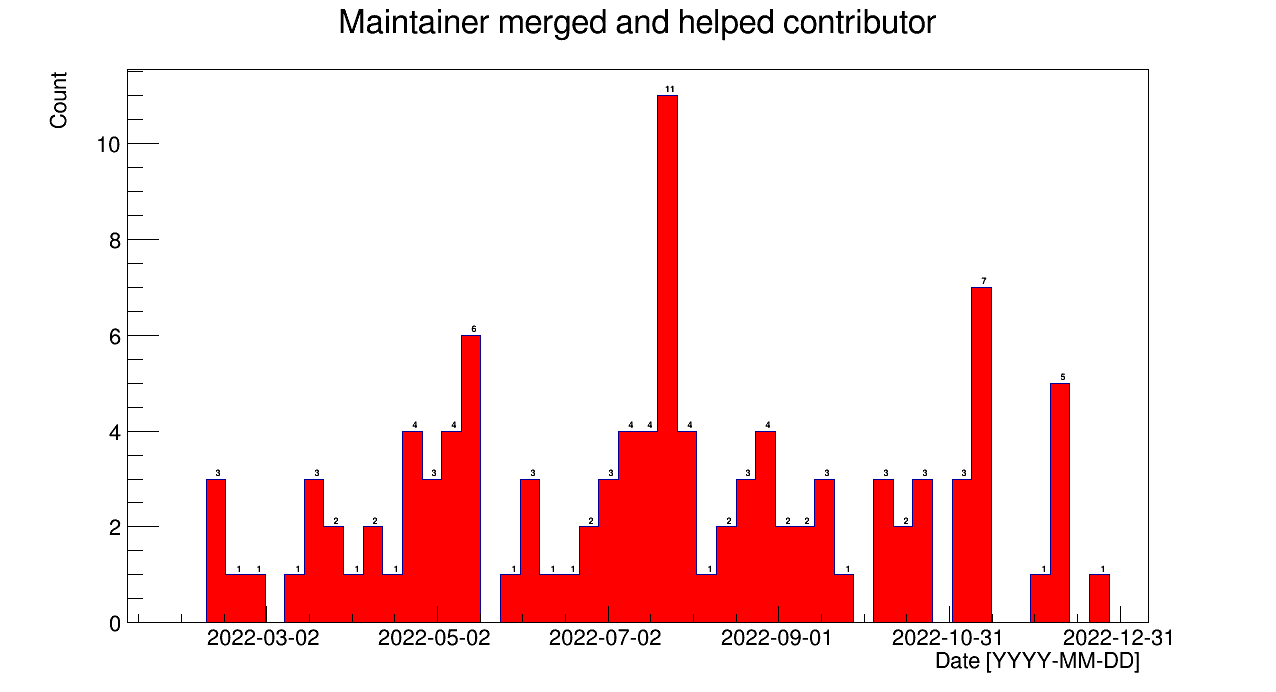 Maintainer merged and helped contributor
Count
11
10
8
7
6
6
5
4
4 4 4 4 4 4 4
3 3 3 3 3 3 3 3 3 3 3
2
2 2 2 2 2 2 2 2
1 1 1 1 1 1 1 1 1 1 1 1
0
2022-03-02 2022-05-02 2022-07-02 2022-09-01 2022-10-31 2022-12-31
Date [YYYY-MM-DD]